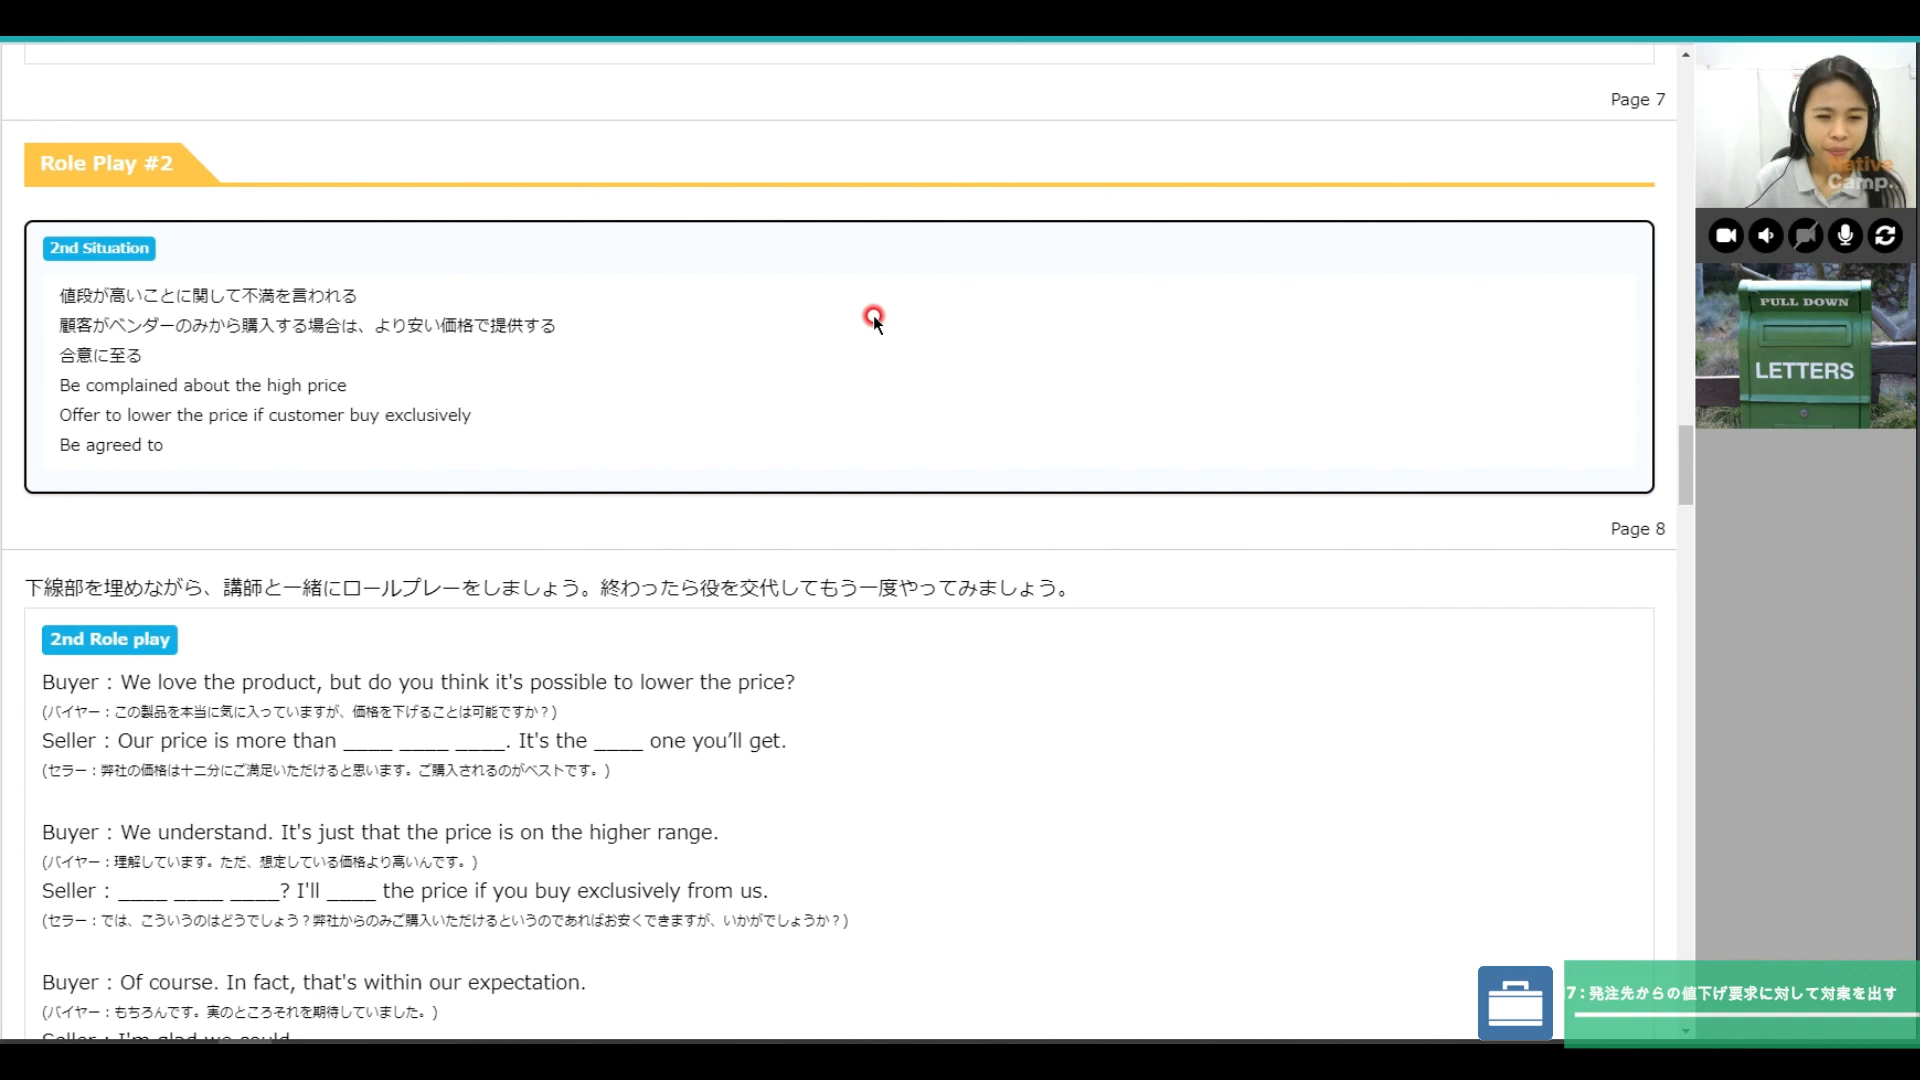 Page 7
Role Play #2
2nd Situation
値段が高いことに関して不満を言われる
顧客がベンダーのみから購入する場合は、より安い価格で提供する
合意に至る
Be complained about the high price
Offer to lower the price if customer buy exclusively
Be agreed to
Page 8
下線部を埋めながら、講師と一緒にロールプレーをしましょう。終わったら役を交代してもう一度やってみましょう。
2nd Role play
Buyer : We love the product, but do you think it's possible to lower the price?
(バイヤー : この製品を本当に気に入っていますが、価格を下げることは可能ですか？)
Seller : Our price is more than ____ ____ ____. It's the ____ one you’ll get.
(セラー : 弊社の価格は十二分にご満足いただけると思います。ご購入されるのがベストです。)
Buyer : We understand. It's just that the price is on the higher range.
(バイヤー : 理解しています。ただ、想定している価格より高いんです。)
Seller : ____ ____ ____? I'll ____ the price if you buy exclusively from us.
(セラー : では、こういうのはどうでしょう？弊社からのみご購入いただけるというのであればお安くできますが、いかがでしょうか？)
Buyer : Of course. In fact, that's within our expectation.
(バイヤー : もちろんです。実のところそれを期待していました。)
Seller : I'm glad we could
Native
Camp.
PULL DOWN
LETTERS
7 : 発注先からの値下げ要求に対して対案を出す